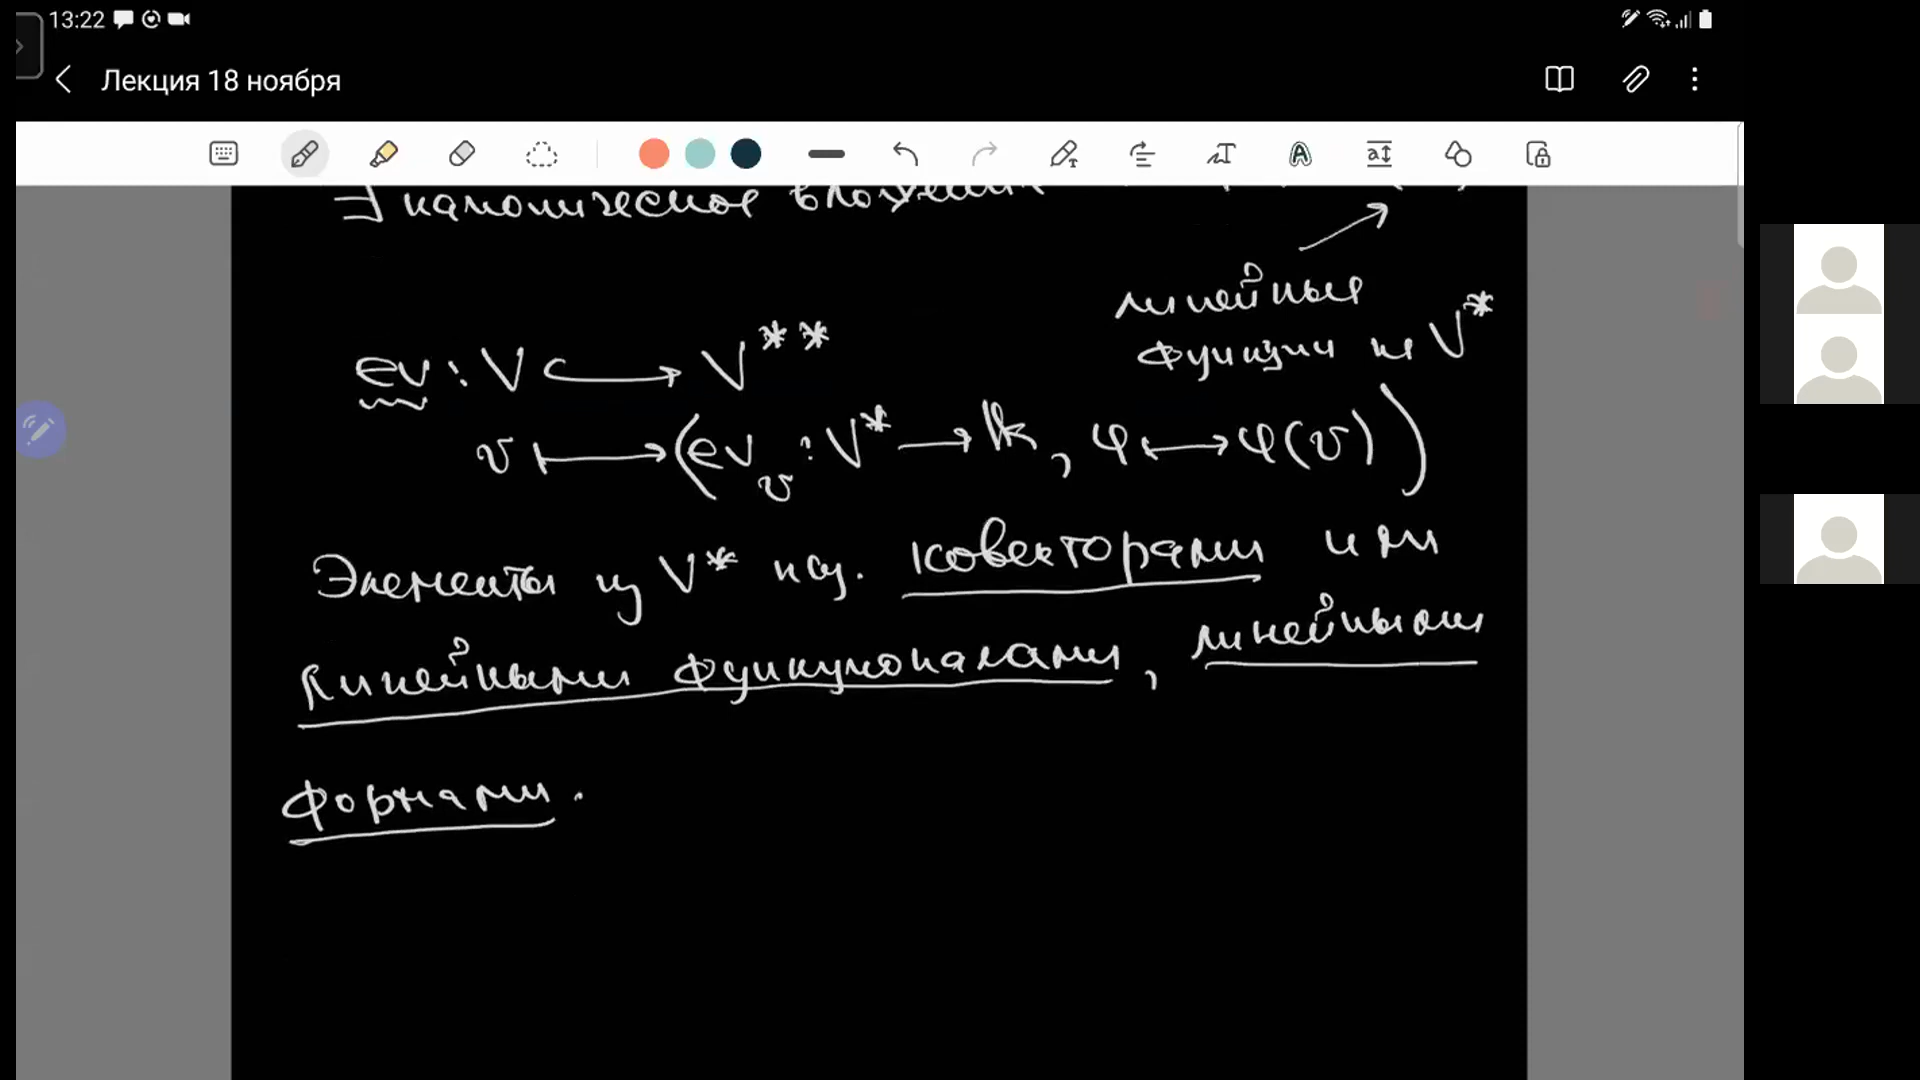 13:22
Лекция 18 ноября
∃ каноническое вложение
линейные
функции на V*
ev : V ↪ V**
v ⟼ (ev_v : V* → 𝕜, φ ⟼ φ(v))
Элементы из V* наз. ковекторами или
линейными функционалами, линейными
формами.